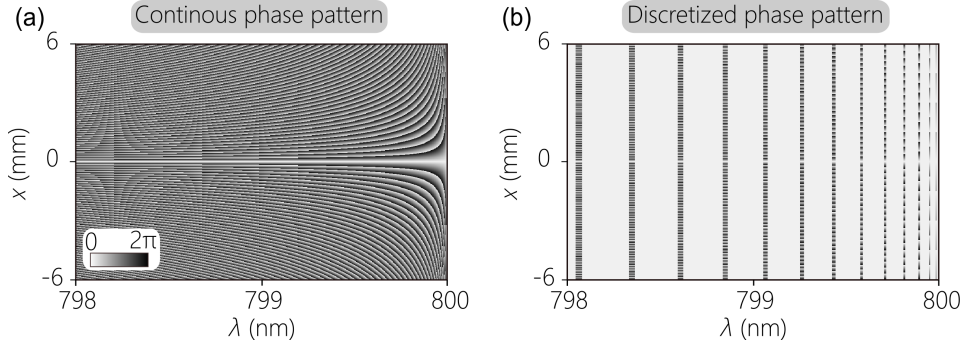 (a) Continous phase pattern
6
0
-6
x (mm)
0 2π
798 799 800
λ (nm)
(b) Discretized phase pattern
6
0
-6
x (mm)
798 799 800
λ (nm)